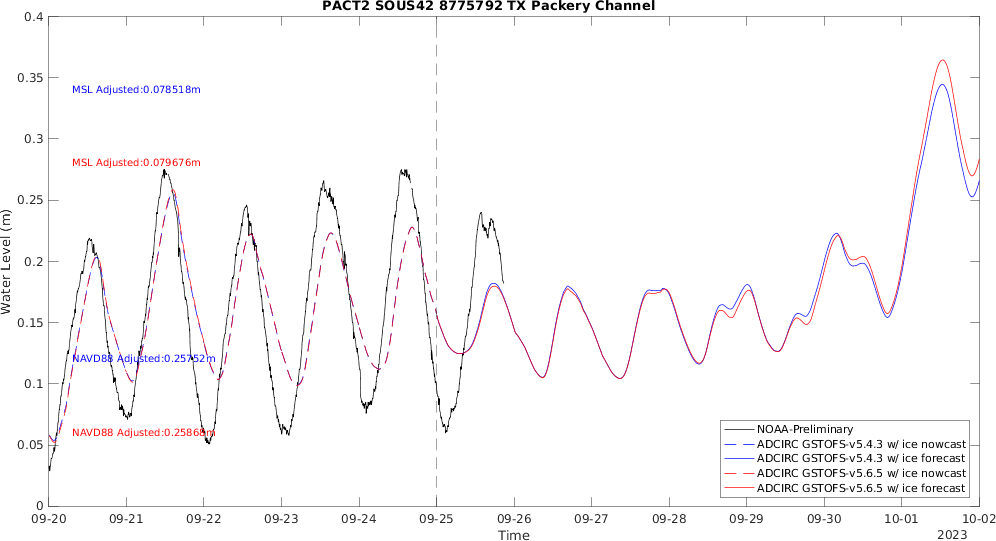 PACT2 SOUS42 8775792 TX Packery Channel
0.4
0.35
0.3
0.25
0.2
0.15
0.1
0.05
0
Water Level (m)
MSL Adjusted:0.078518m
MSL Adjusted:0.079676m
NAVD88 Adjusted:0.25752m
NAVD88 Adjusted:0.25868m
NOAA-Preliminary
ADCIRC GSTOFS-v5.4.3 w/ ice nowcast
ADCIRC GSTOFS-v5.4.3 w/ ice forecast
ADCIRC GSTOFS-v5.6.5 w/ ice nowcast
ADCIRC GSTOFS-v5.6.5 w/ ice forecast
09-20 09-21 09-22 09-23 09-24 09-25 09-26 09-27 09-28 09-29 09-30 10-01 10-02
Time
2023